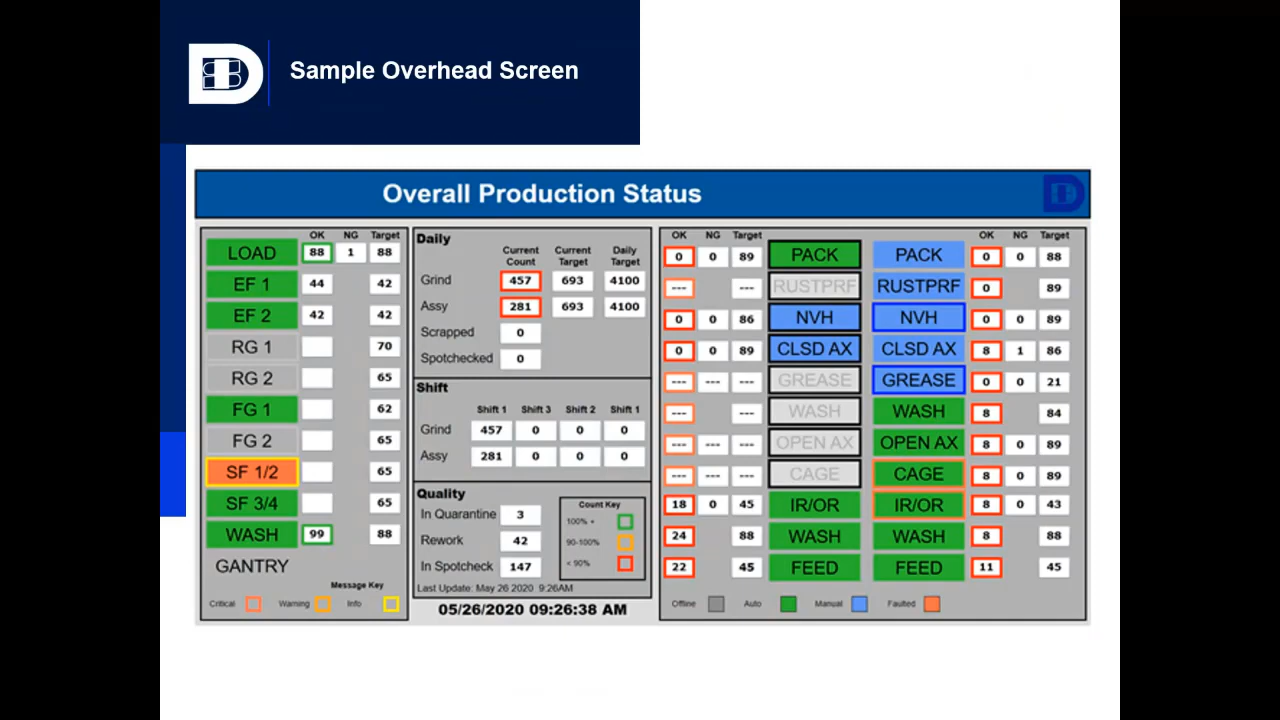 Sample Overhead Screen
Overall Production Status
OK NG Target
LOAD 88 1 88
EF 1 44 42
EF 2 42 42
RG 1 70
RG 2 65
FG 1 62
FG 2 65
SF 1/2 65
SF 3/4 65
WASH 99 88
GANTRY
Message Key
Critical Warning Info
Daily
Current Count Current Target Daily Target
Grind 457 693 4100
Assy 281 693 4100
Scrapped 0
Spotchecked 0
Shift
Shift 1 Shift 3 Shift 2 Shift 1
Grind 457 0 0 0
Assy 281 0 0 0
Quality
In Quarantine 3
Rework 42
In Spotcheck 147
Count Key
100% +
90-100%
< 90%
Last Update: May 26 2020 9:26AM
05/26/2020 09:26:38 AM
OK NG Target OK NG Target
0 0 89 PACK PACK 0 0 88
--- --- RUSTPRF RUSTPRF 0 89
0 0 86 NVH NVH 0 0 89
0 0 89 CLSD AX CLSD AX 8 1 86
--- --- --- GREASE GREASE 0 0 21
--- --- WASH WASH 8 84
--- --- --- OPEN AX OPEN AX 8 0 89
--- --- --- CAGE CAGE 8 0 89
18 0 45 IR/OR IR/OR 8 0 43
24 88 WASH WASH 8 88
22 45 FEED FEED 11 45
Offline Auto Manual Faulted